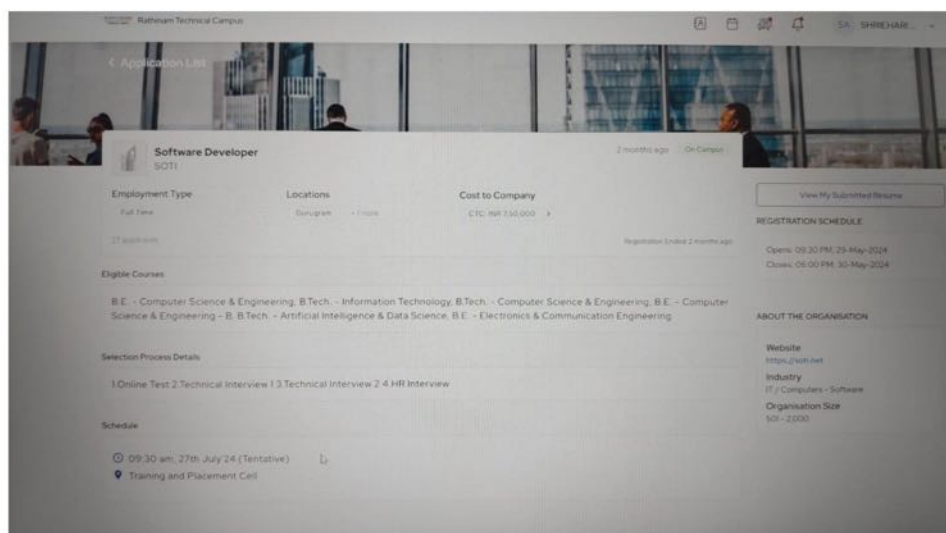 Rathinam Technical Campus
SA SHRIEHARI...
< Application List
Software Developer
SOTI
2 months ago On Campus
Employment Type
Locations
Cost to Company
Full Time
Gurugram + 1 more
CTC: INR 7,50,000 >
View My Submitted Resume
27 applicants
Registration Ended 2 months ago
REGISTRATION SCHEDULE
Opens: 09:30 PM, 29-May-2024
Closes: 06:00 PM, 30-May-2024
Eligible Courses
B.E. - Computer Science & Engineering, B.Tech. - Information Technology, B.Tech. - Computer Science & Engineering, B.E. - Computer
Science & Engineering - B, B.Tech. - Artificial Intelligence & Data Science, B.E. - Electronics & Communication Engineering
ABOUT THE ORGANISATION
Website
https://soti.net
Industry
IT / Computers - Software
Organisation Size
501 - 2,000
Selection Process Details
1.Online Test 2.Technical Interview 1 3.Technical Interview 2 4.HR Interview
Schedule
09:30 am, 27th July'24 (Tentative)
Training and Placement Cell